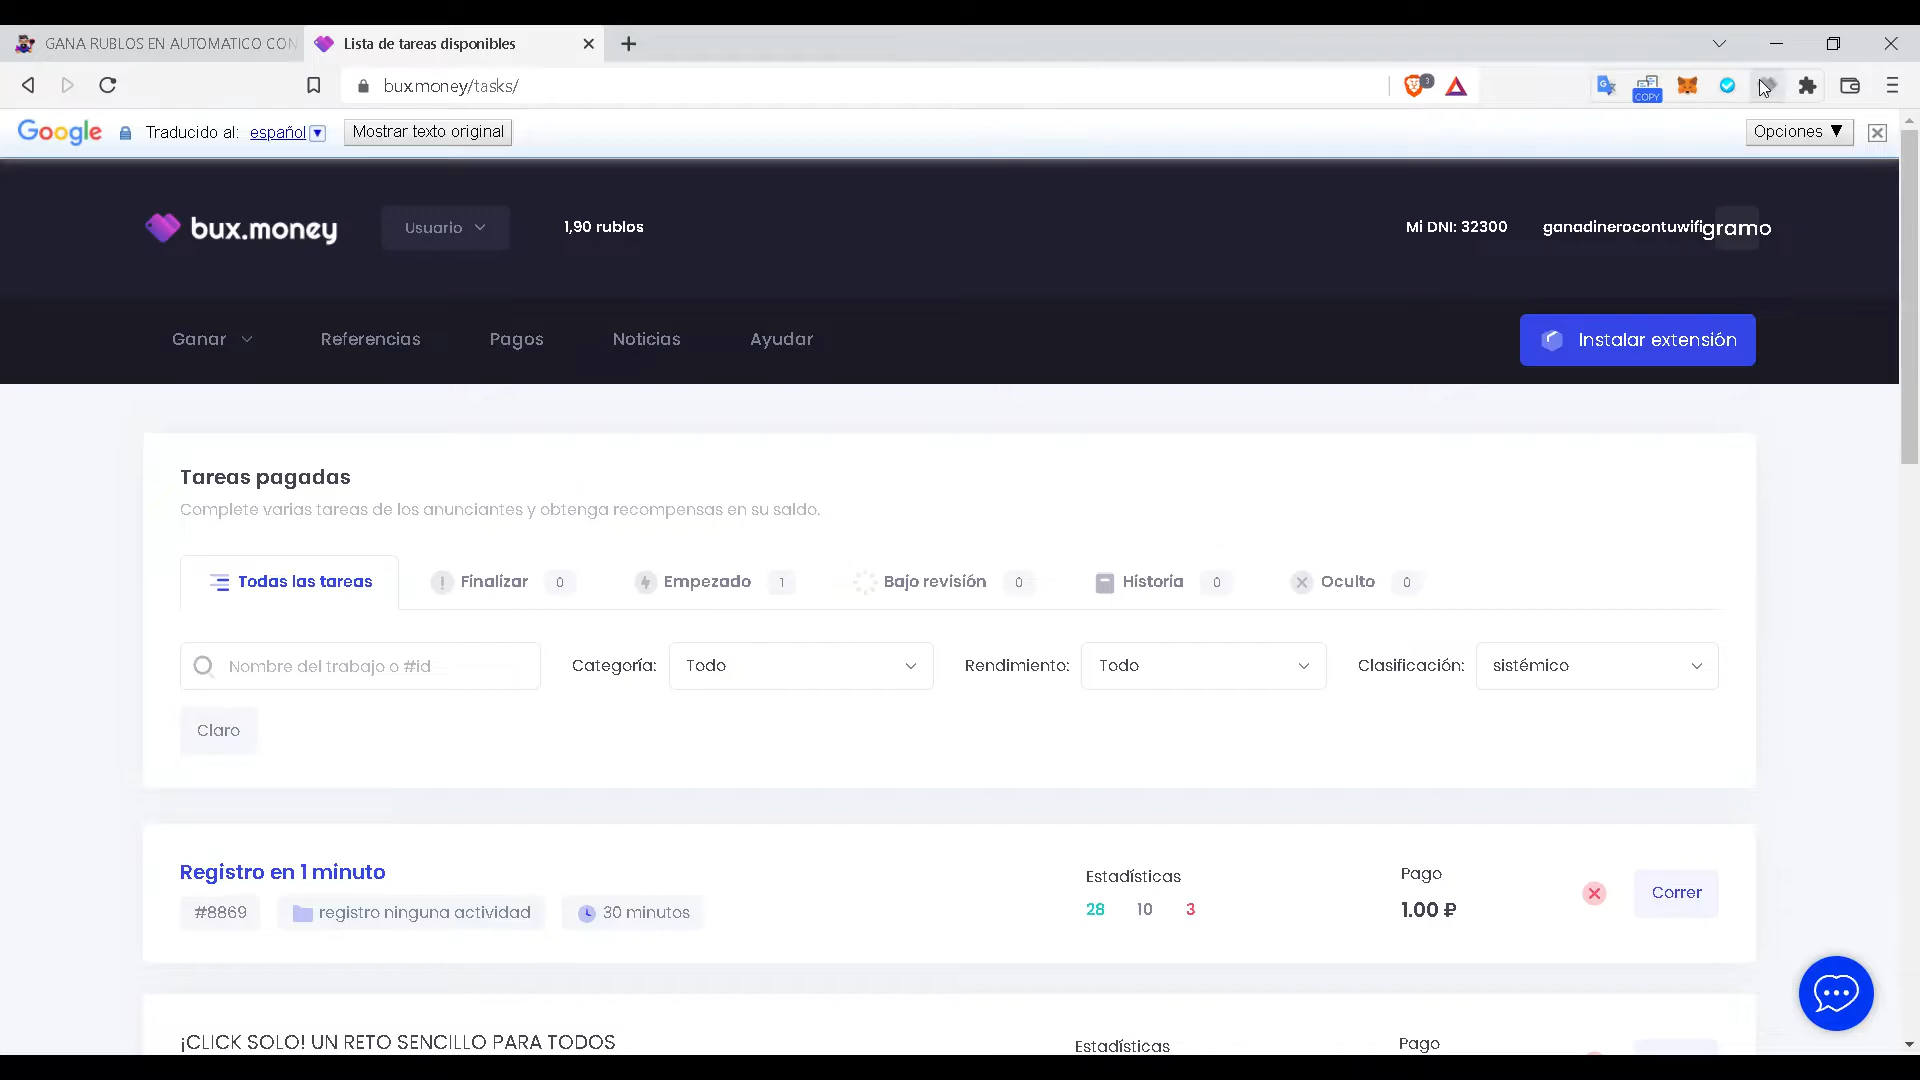 GANA RUBLOS EN AUTOMATICO CON
Lista de tareas disponibles
bux.money/tasks/
3
COPY
Google Traducido al: español Mostrar texto original Opciones
bux.money Usuario 1,90 rublos Mi DNI: 32300 ganadinerocontuwifi gramo
Ganar Referencias Pagos Noticias Ayudar Instalar extensión
Tareas pagadas
Complete varias tareas de los anunciantes y obtenga recompensas en su saldo.
Todas las tareas Finalizar 0 Empezado 1 Bajo revisión 0 Historia 0 Oculto 0
Nombre del trabajo o #id Categoría: Todo Rendimiento: Todo Clasificación: sistémico
Claro
Registro en 1 minuto Estadísticas Pago
#8869 registro ninguna actividad 30 minutos 28 10 3 1.00 ₽ Correr
¡CLICK SOLO! UN RETO SENCILLO PARA TODOS Estadísticas Pago